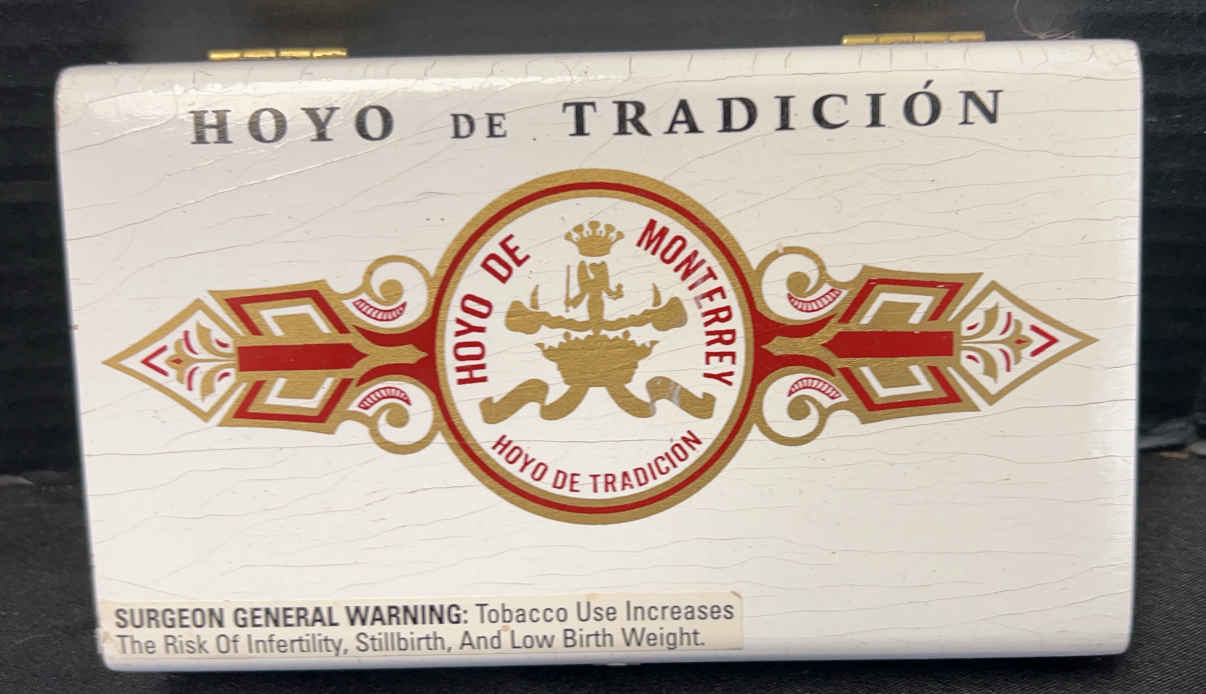 HOYO DE TRADICIÓN
HOYO DE MONTERREY
HOYO DE TRADICIÓN
SURGEON GENERAL WARNING: Tobacco Use Increases
The Risk Of Infertility, Stillbirth, And Low Birth Weight.